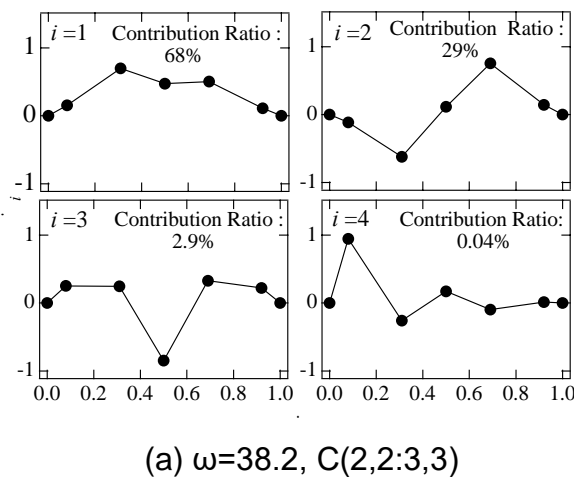 i =1 Contribution Ratio :
68%
1
0
-1
i =2 Contribution Ratio :
29%
1
0
-1
i
i =3 Contribution Ratio :
2.9%
1
0
-1
0.0 0.2 0.4 0.6 0.8 1.0
i =4 Contribution Ratio:
0.04%
1
0
-1
0.0 0.2 0.4 0.6 0.8 1.0
(a) ω=38.2, C(2,2:3,3)